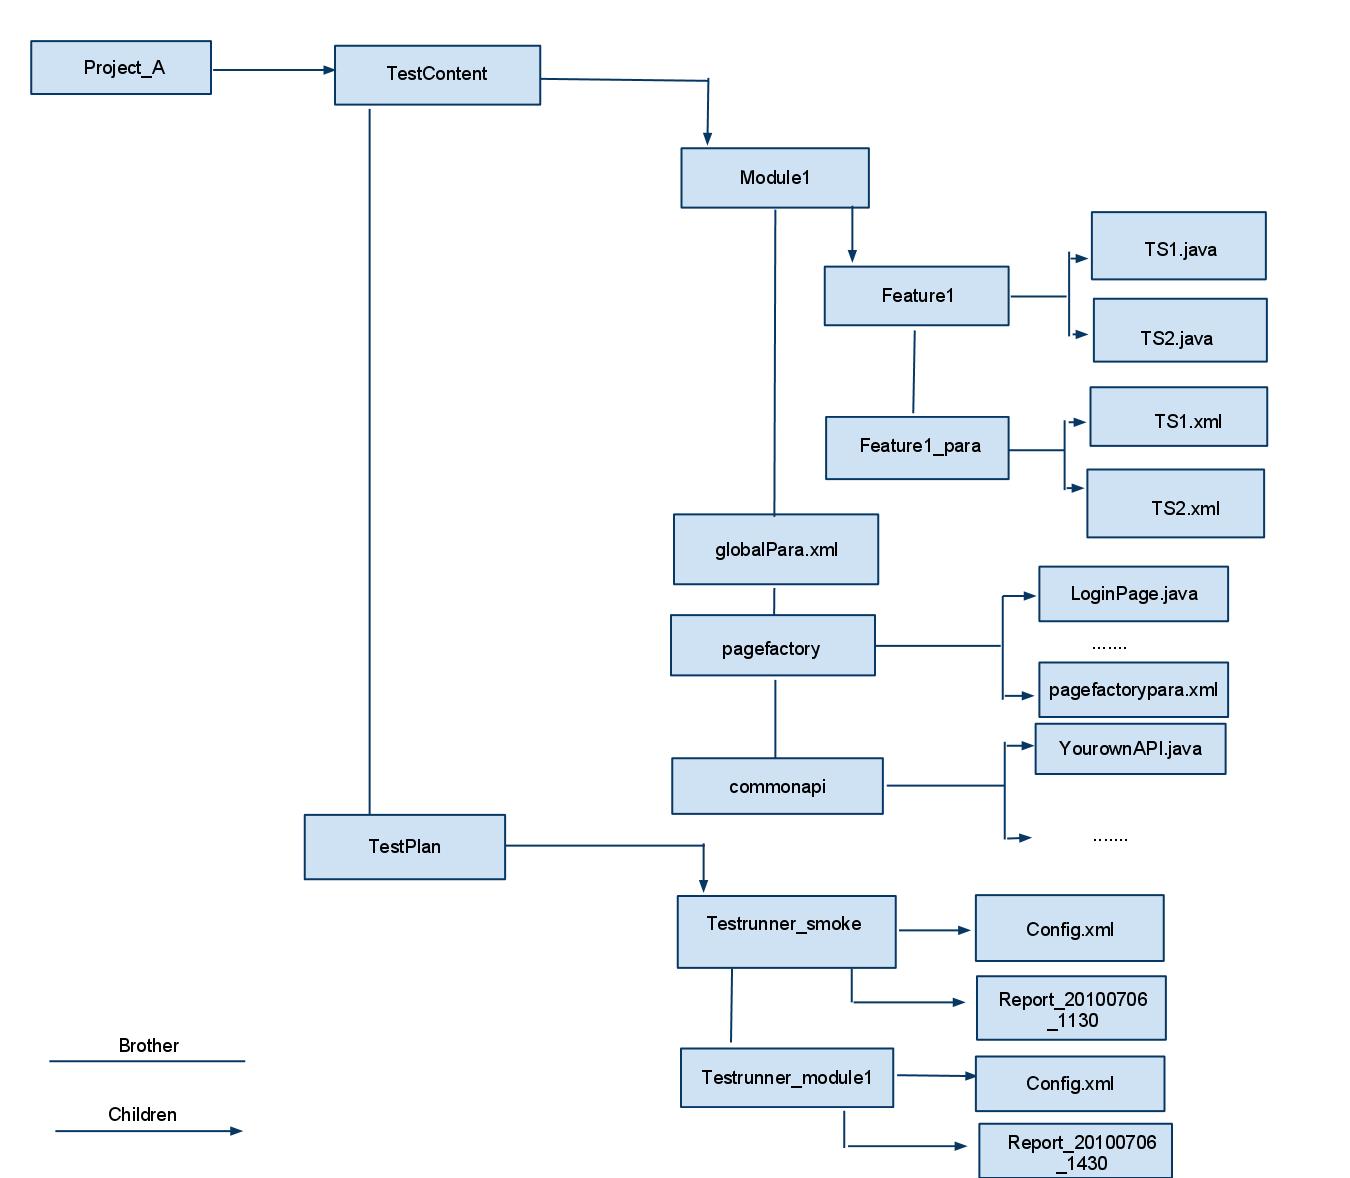 Project_A
TestContent
Module1
TS1.java
Feature1
TS2.java
TS1.xml
Feature1_para
TS2.xml
globalPara.xml
LoginPage.java
pagefactory
.......
pagefactorypara.xml
YourownAPI.java
commonapi
.......
TestPlan
Testrunner_smoke
Config.xml
Report_20100706
_1130
Brother
Testrunner_module1
Config.xml
Children
Report_20100706
_1430